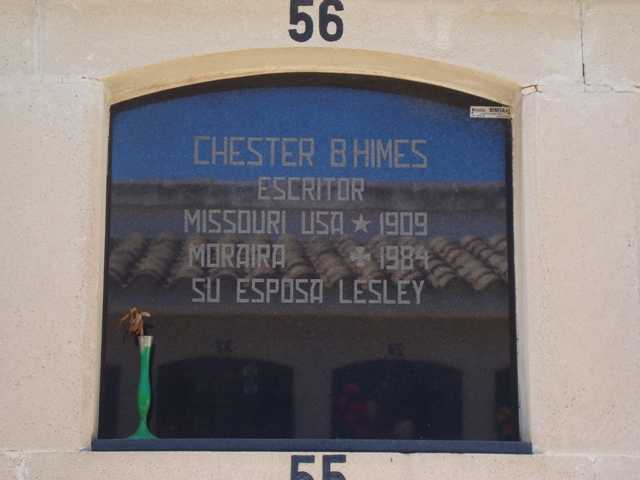 56
CHESTER B HIMES
ESCRITOR
MISSOURI USA ★ 1909
MORAIRA ✠ 1984
SU ESPOSA LESLEY
55